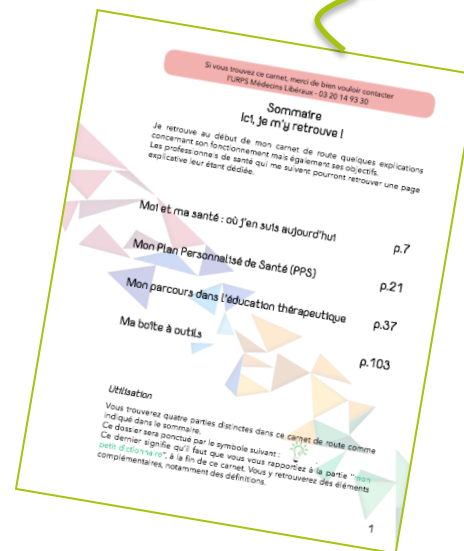 Si vous trouvez ce carnet, merci de bien vouloir contacter
l'URPS Médecins Libéraux - 03 20 14 93 30
Sommaire
Ici, je m'y retrouve !
Je retrouve au début de mon carnet de route quelques explications
concernant son fonctionnement mais également ses objectifs.
Les professionnels de santé qui me suivent pourront retrouver une page
explicative leur étant dédiée.
Moi et ma santé : où j'en suis aujourd'hui p.7
Mon Plan Personnalisé de Santé (PPS) p.21
Mon parcours dans l'éducation thérapeutique p.37
Ma boîte à outils p.103
Utilisation
Vous trouverez quatre parties distinctes dans ce carnet de route comme
indiqué dans le sommaire.
Ce dossier sera ponctué par le symbole suivant :
Ce dernier signifie qu'il faut que vous vous rapportiez à la partie "mon
petit dictionnaire", à la fin de ce carnet. Vous y retrouverez des éléments
complémentaires, notamment des définitions.
1